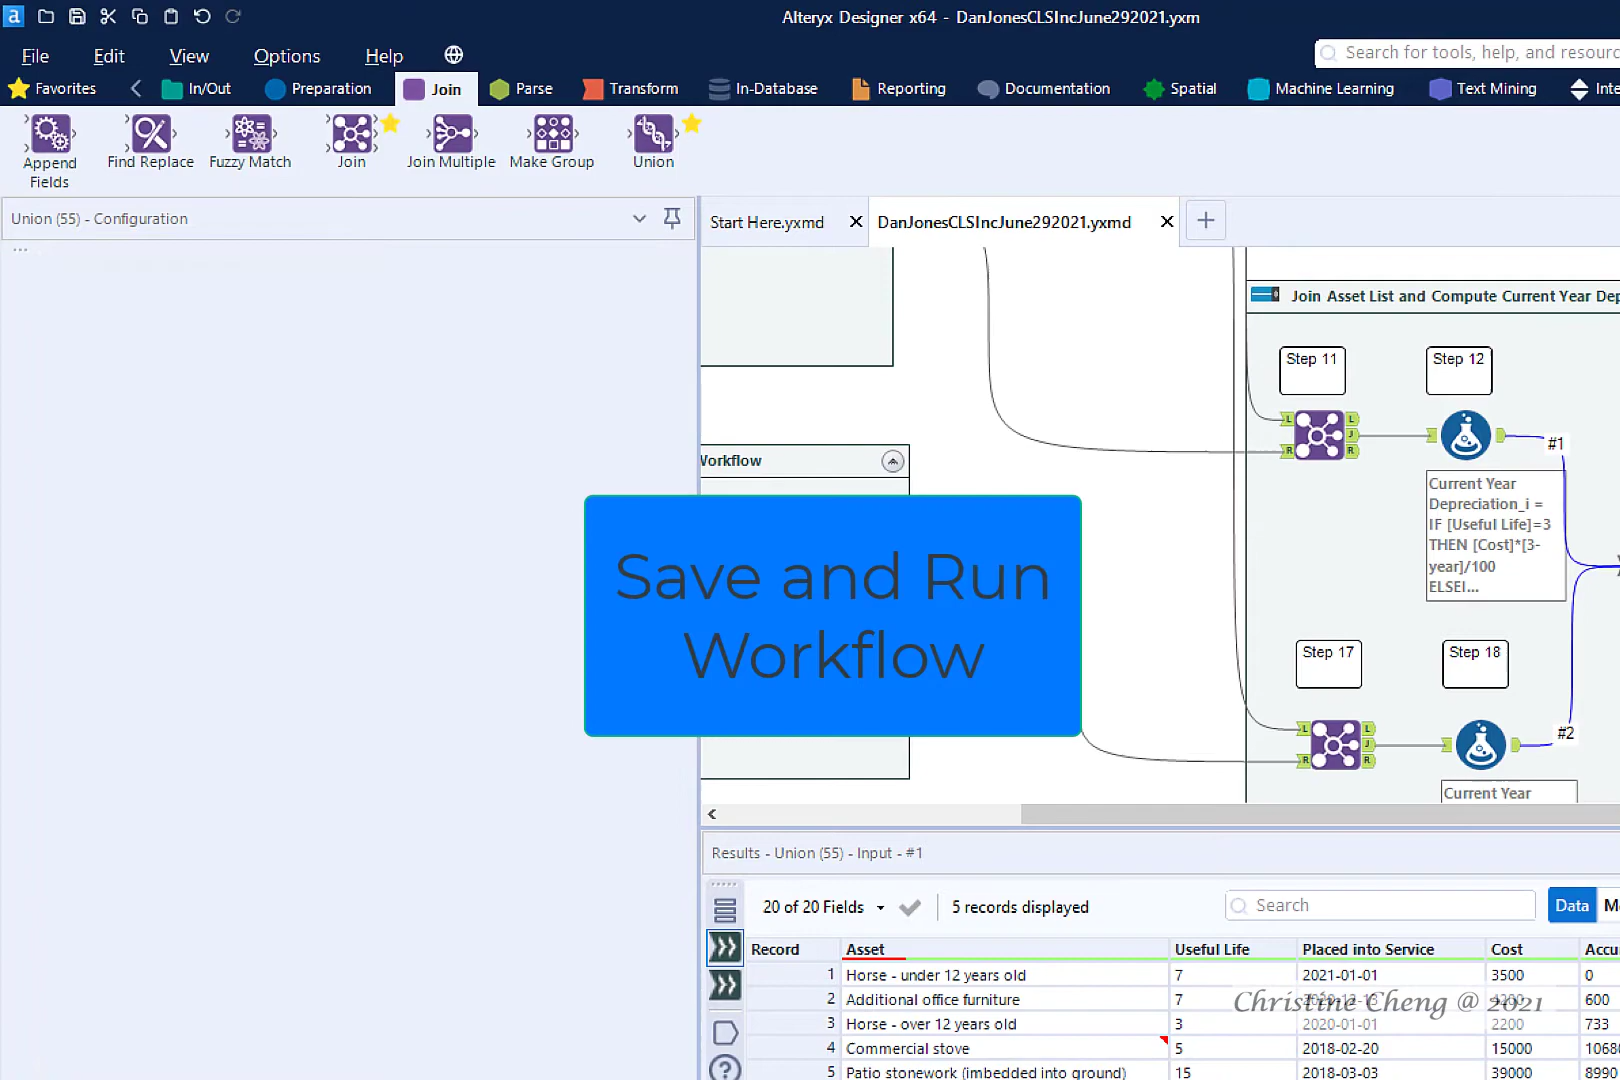 Alteryx Designer x64 - DanJonesCLSIncJune292021.yxm
File Edit View Options Help
Search for tools, help, and resourc
Favorites In/Out Preparation Join Parse Transform In-Database Reporting Documentation Spatial Machine Learning Text Mining Inte
Append Fields
Find Replace
Fuzzy Match
Join
Join Multiple
Make Group
Union
Union (55) - Configuration
Start Here.yxmd
DanJonesCLSIncJune292021.yxmd
Join Asset List and Compute Current Year Dep
Step 11
Step 12
L
R
L
J
R
#1
Current Year
Depreciation_i =
IF [Useful Life]=3
THEN [Cost]*[3-
year]/100
ELSEI...
Workflow
Save and Run
Workflow
Step 17
Step 18
L
R
L
J
R
#2
Current Year
Results - Union (55) - Input - #1
20 of 20 Fields
5 records displayed
Search
Data
Record Asset Useful Life Placed into Service Cost Accu
1 Horse - under 12 years old 7 2021-01-01 3500 0
2 Additional office furniture 7 600
3 Horse - over 12 years old 3 2020-01-01 2200 733
4 Commercial stove 5 2018-02-20 15000 1068
5 Patio stonework (imbedded into ground) 15 2018-03-03 39000 8990
Christine Cheng @ 2021